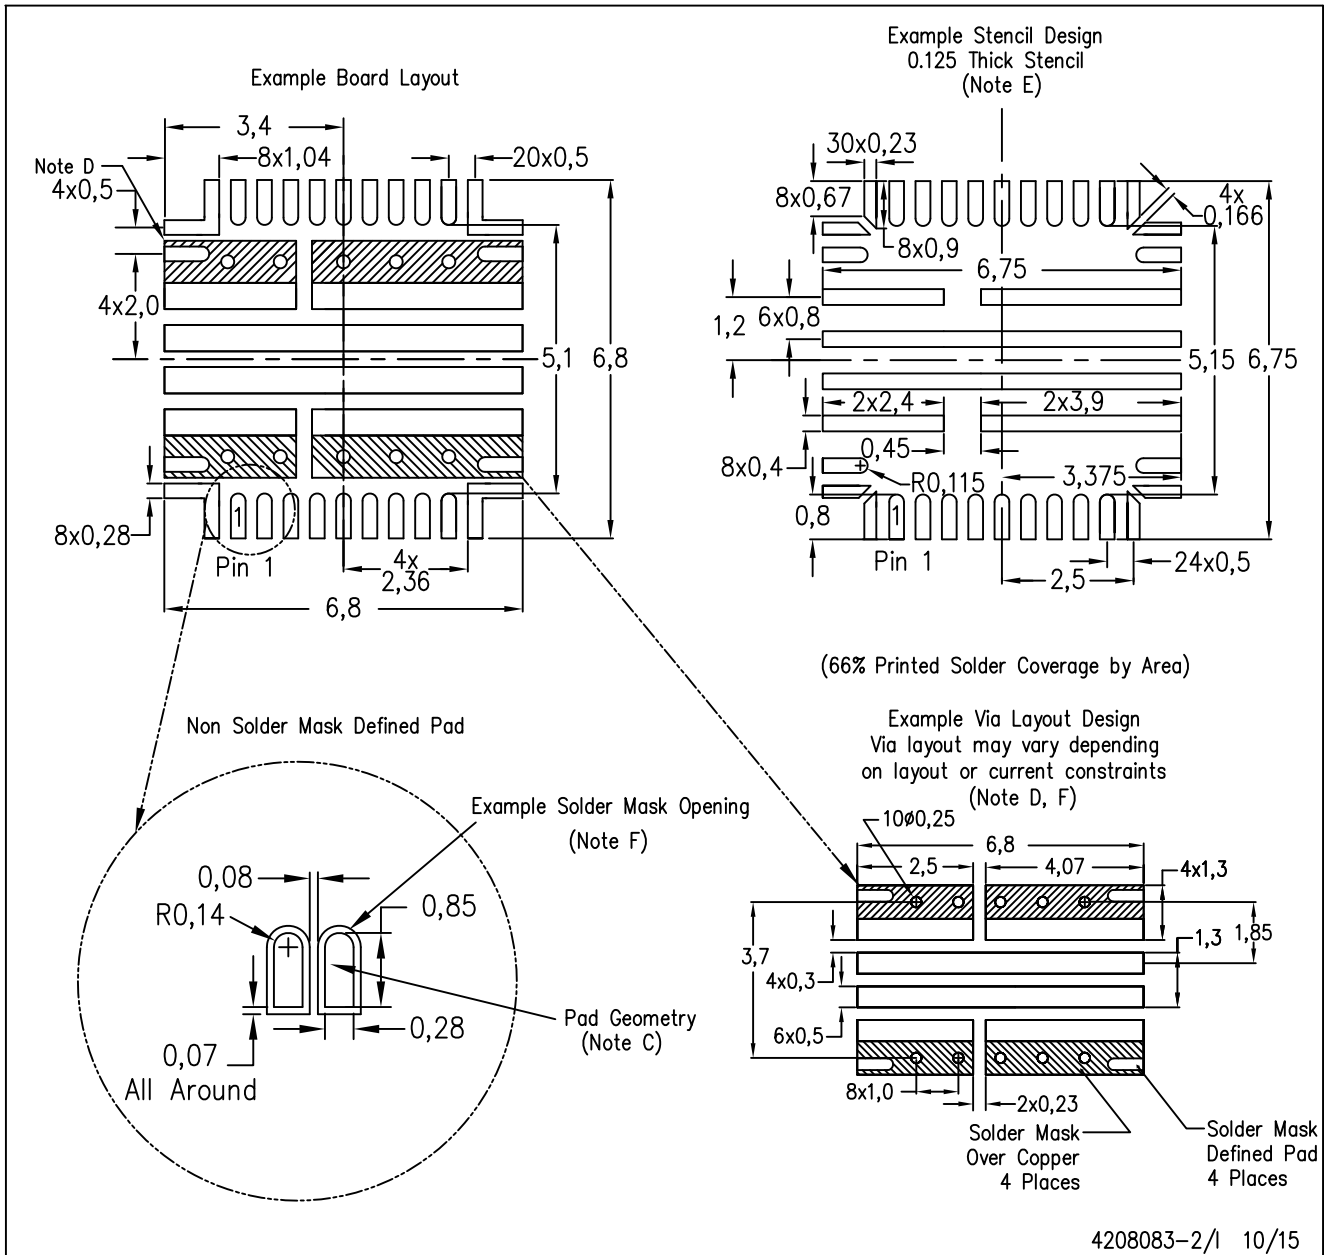 Example Board Layout
3,4
Note D
8x1,04
20x0,5
4x0,5
4x2,0
5,1
6,8
8x0,28
1
Pin 1
4x
2,36
6,8
Example Stencil Design
0.125 Thick Stencil
(Note E)
30x0,23
8x0,67
4x
0,166
8x0,9
6,75
1,2
6x0,8
5,15
6,75
2x2,4
2x3,9
8x0,4
0,45
R0,115
3,375
0,8
1
Pin 1
2,5
24x0,5
(66% Printed Solder Coverage by Area)
Non Solder Mask Defined Pad
Example Solder Mask Opening
(Note F)
0,08
R0,14
0,85
0,28
Pad Geometry
(Note C)
0,07
All Around
Example Via Layout Design
Via layout may vary depending
on layout or current constraints
(Note D, F)
10ø0,25
6,8
2,5
4,07
4x1,3
3,7
1,3
1,85
4x0,3
6x0,5
8x1,0
2x0,23
Solder Mask
Over Copper
4 Places
Solder Mask
Defined Pad
4 Places
4208083-2/I 10/15